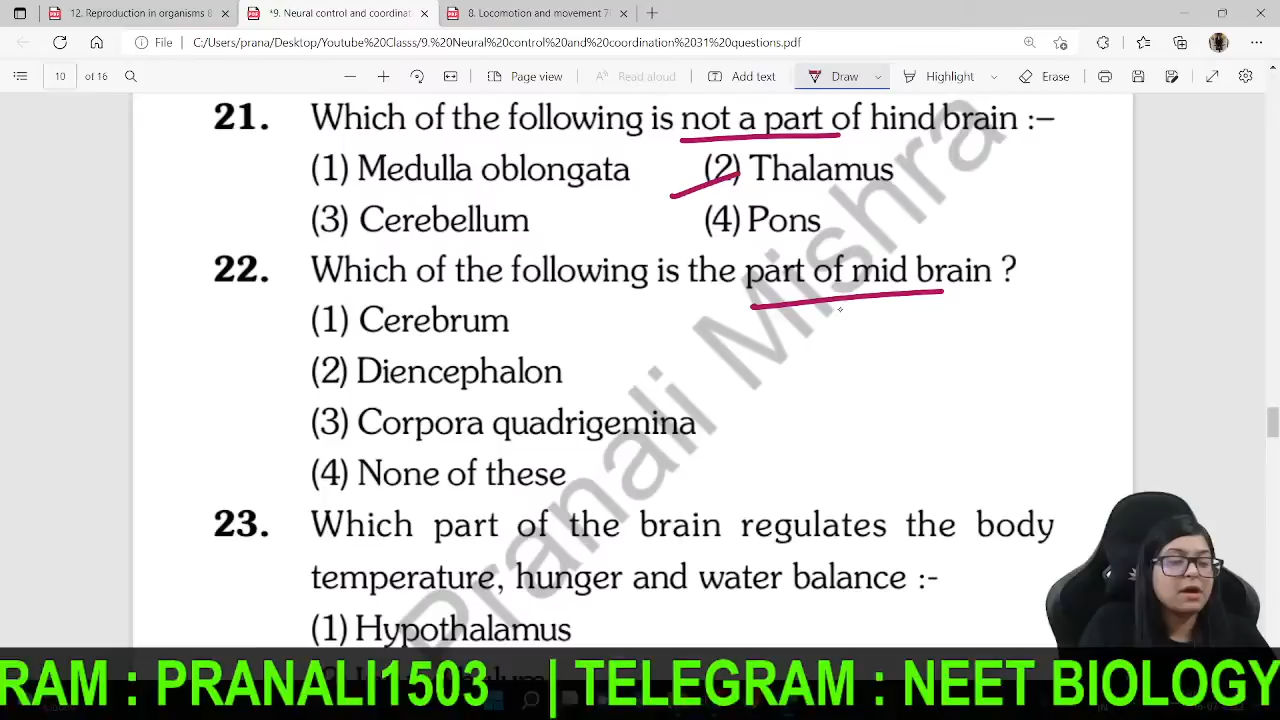 12. Reproduction in organisms 8
*9. Neural control and coordinat
8. Locomotion and movement 7
File
C:/Users/prana/Desktop/Youtube%20Classs/9.%20Neural%20control%20and%20coordination%2031%20questions.pdf
10 of 16
Page view
Read aloud
Add text
Draw
Highlight
Erase
21. Which of the following is not a part of hind brain :–
(1) Medulla oblongata (2) Thalamus
(3) Cerebellum (4) Pons
22. Which of the following is the part of mid brain ?
(1) Cerebrum
(2) Diencephalon
(3) Corpora quadrigemina
(4) None of these
23. Which part of the brain regulates the body
temperature, hunger and water balance :-
(1) Hypothalamus
Pranali Mishra
RAM : PRANALI1503 | TELEGRAM : NEET BIOLOGY